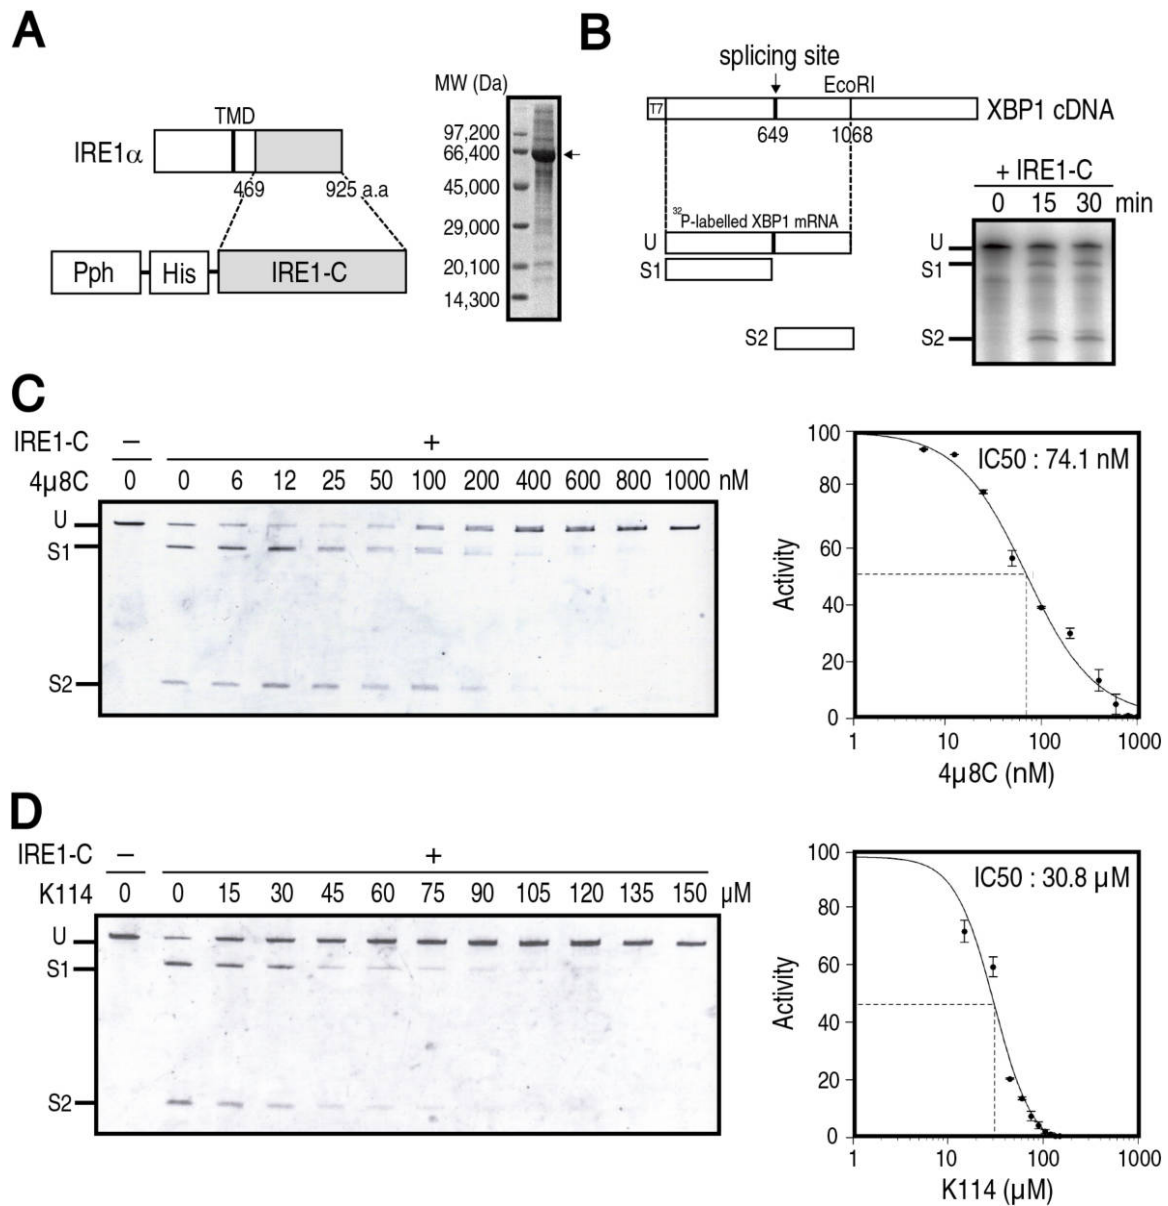 A
TMD
IRE1α
469
925 a.a
Pph
His
IRE1-C
MW (Da)
97,200
66,400
45,000
29,000
20,100
14,300
B
splicing site
EcoRI
T7
XBP1 cDNA
649
1068
³²P-labelled XBP1 mRNA
U
S1
S2
+ IRE1-C
0 15 30 min
U
S1
S2
C
IRE1-C − +
4µ8C 0 0 6 12 25 50 100 200 400 600 800 1000 nM
U
S1
S2
100
80
60
40
20
0
Activity
IC50 : 74.1 nM
1 10 100 1000
4µ8C (nM)
D
IRE1-C − +
K114 0 0 15 30 45 60 75 90 105 120 135 150 µM
U
S1
S2
100
80
60
40
20
0
Activity
IC50 : 30.8 µM
1 10 100 1000
K114 (µM)